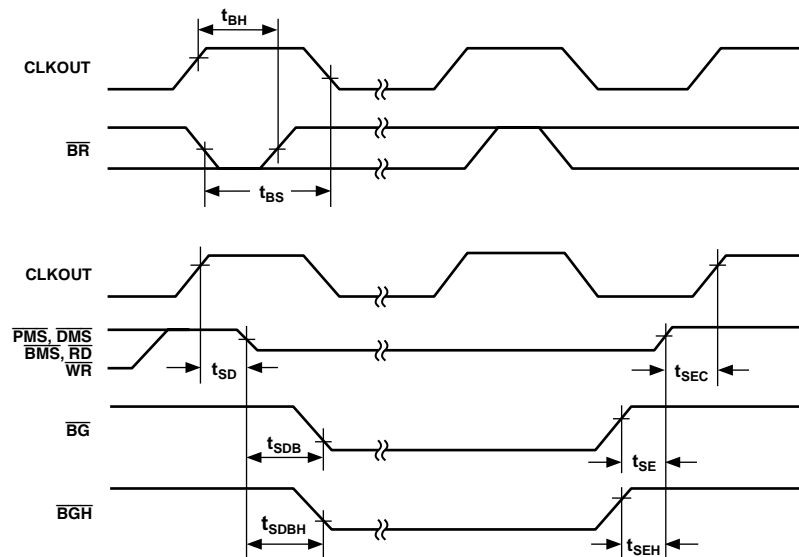 tBH
CLKOUT
BR
tBS
CLKOUT
PMS, DMS
BMS, RD
WR
tSD
tSEC
BG
tSDB
tSE
BGH
tSDBH
tSEH